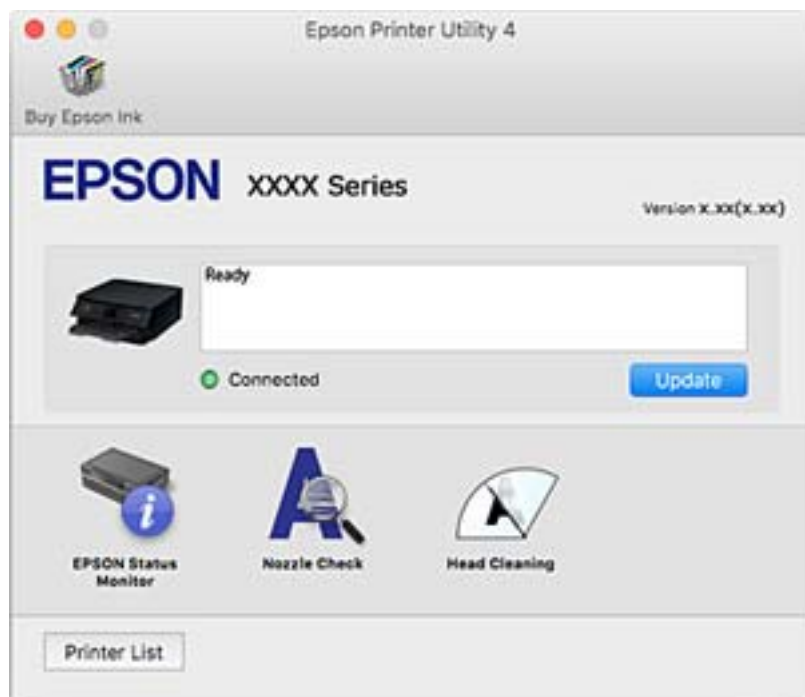 Epson Printer Utility 4
Buy Epson Ink
EPSON XXXX Series
Version X.XX(X.XX)
Ready
Connected
Update
EPSON Status
Monitor
Nozzle Check
Head Cleaning
Printer List